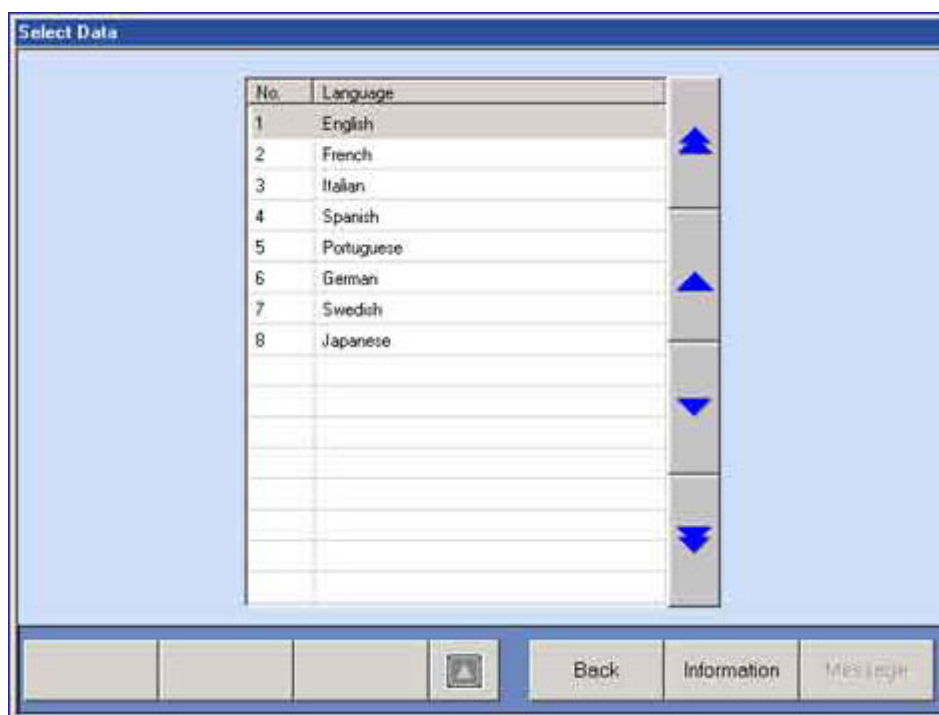 Select Data
No. Language
1 English
2 French
3 Italian
4 Spanish
5 Portuguese
6 German
7 Swedish
8 Japanese
Back Information Message